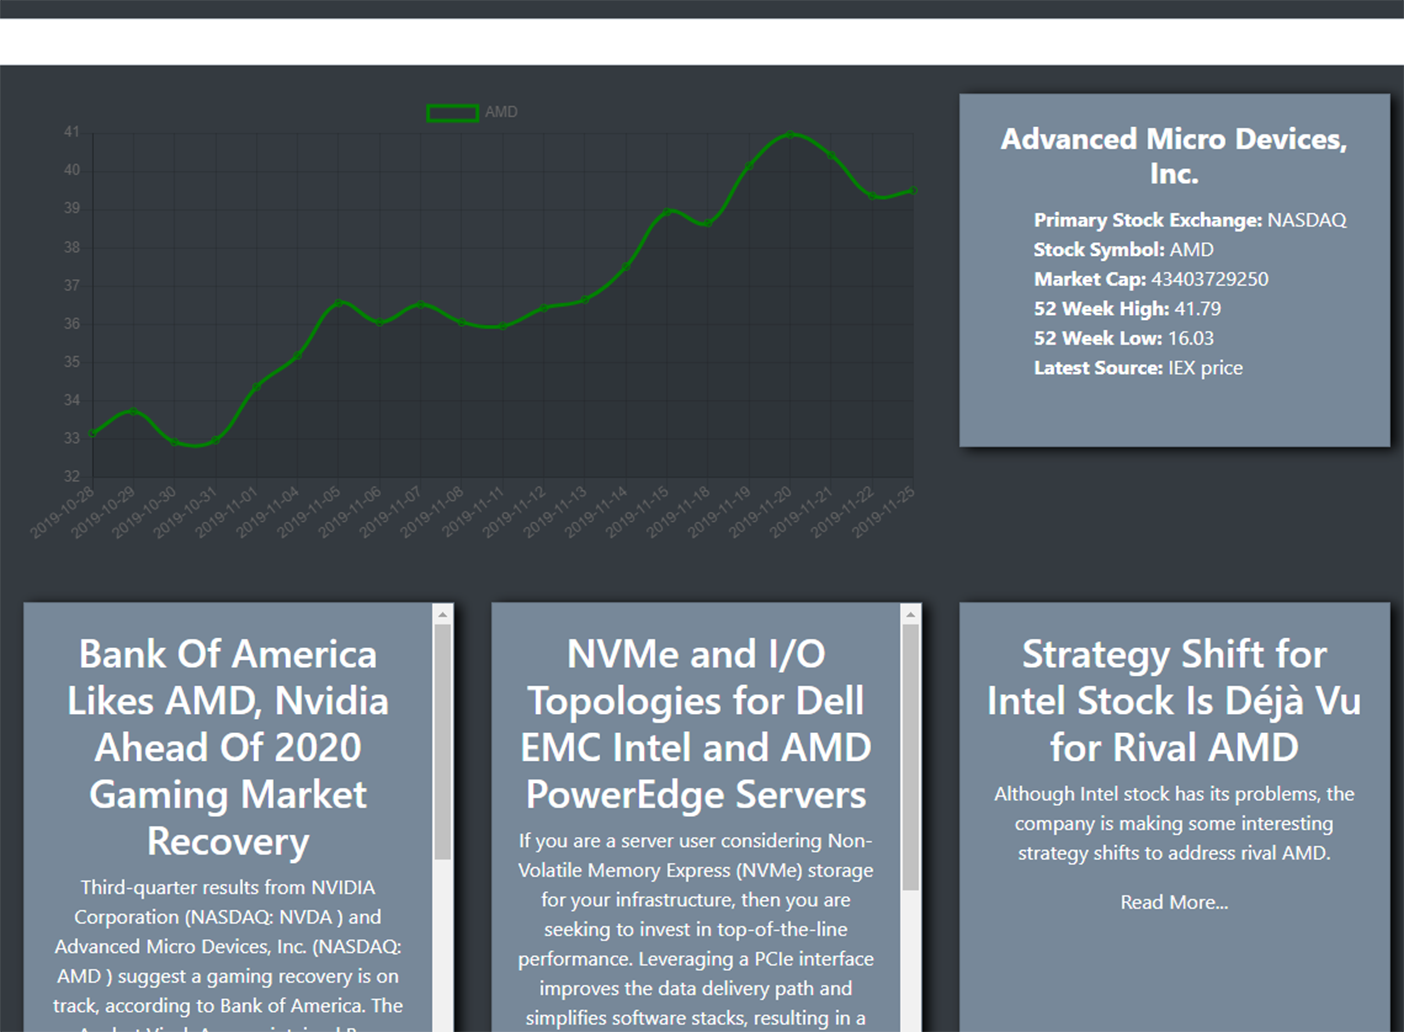 AMD
41
40
39
38
37
36
35
34
33
32
2019-10-28
2019-10-29
2019-10-30
2019-10-31
2019-11-01
2019-11-04
2019-11-05
2019-11-06
2019-11-07
2019-11-08
2019-11-11
2019-11-12
2019-11-13
2019-11-14
2019-11-15
2019-11-18
2019-11-19
2019-11-20
2019-11-21
2019-11-22
2019-11-25
Advanced Micro Devices,
Inc.
Primary Stock Exchange: NASDAQ
Stock Symbol: AMD
Market Cap: 43403729250
52 Week High: 41.79
52 Week Low: 16.03
Latest Source: IEX price
Bank Of America
Likes AMD, Nvidia
Ahead Of 2020
Gaming Market
Recovery
Third-quarter results from NVIDIA
Corporation (NASDAQ: NVDA ) and
Advanced Micro Devices, Inc. (NASDAQ:
AMD ) suggest a gaming recovery is on
track, according to Bank of America. The
NVMe and I/O
Topologies for Dell
EMC Intel and AMD
PowerEdge Servers
If you are a server user considering Non-
Volatile Memory Express (NVMe) storage
for your infrastructure, then you are
seeking to invest in top-of-the-line
performance. Leveraging a PCIe interface
improves the data delivery path and
simplifies software stacks, resulting in a
Strategy Shift for
Intel Stock Is Déjà Vu
for Rival AMD
Although Intel stock has its problems, the
company is making some interesting
strategy shifts to address rival AMD.
Read More...